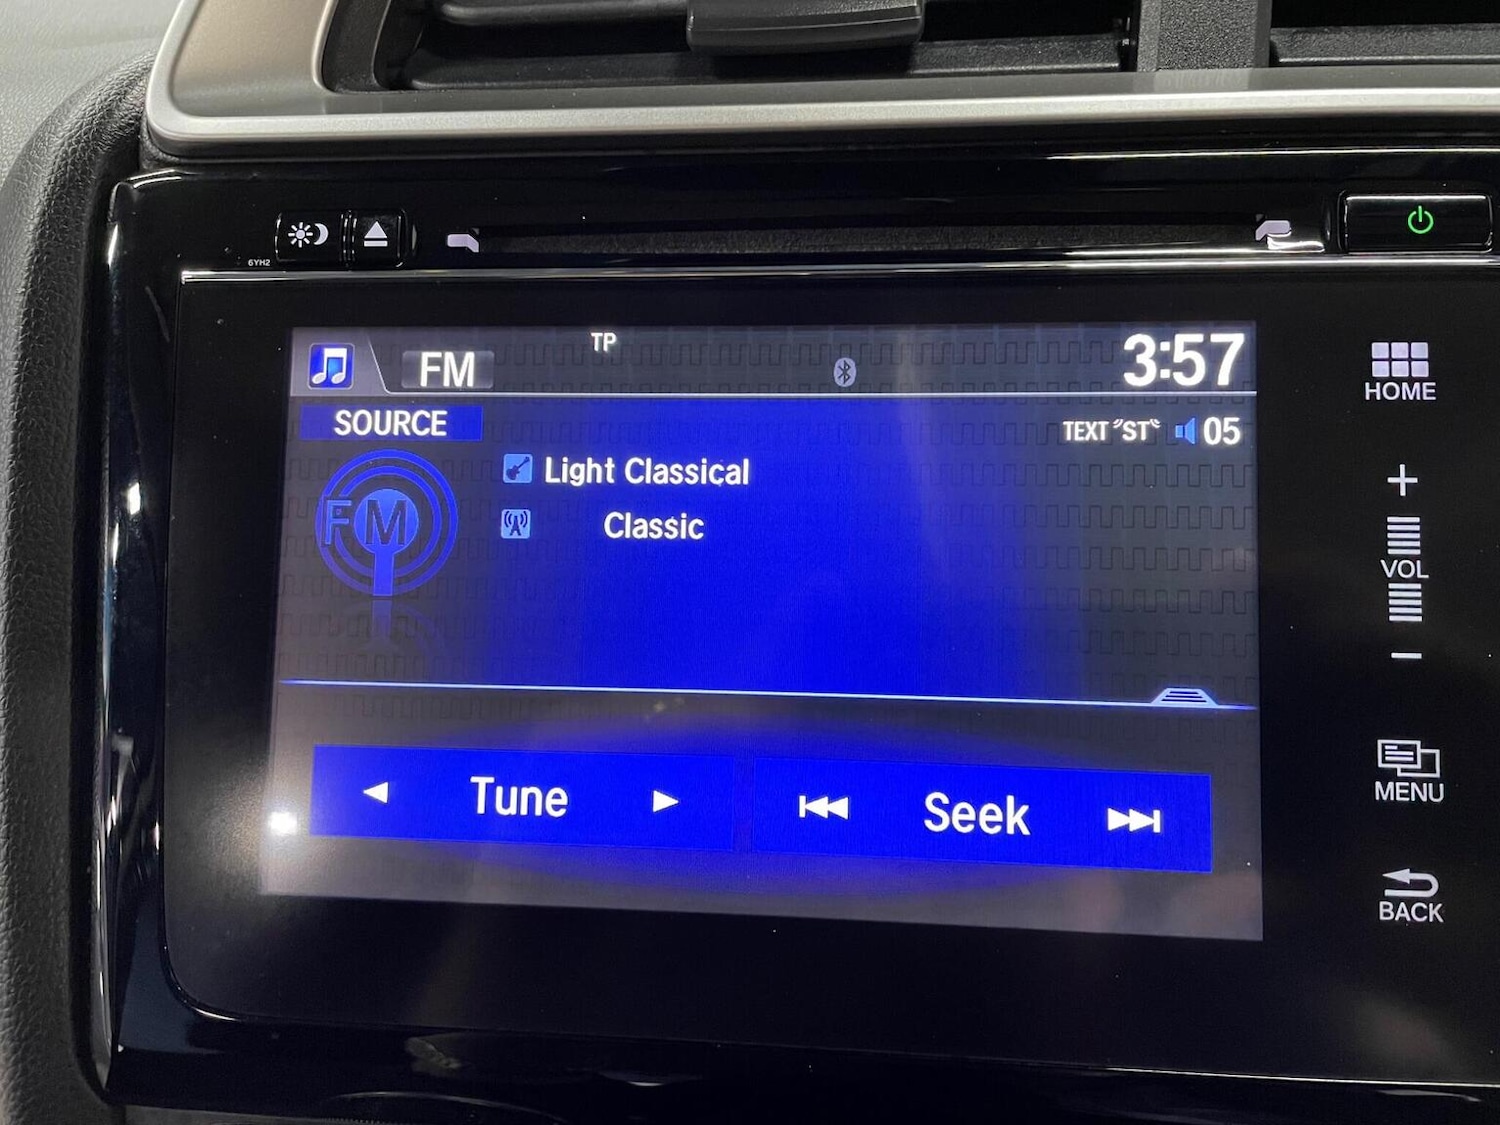 6YH2
FM
TP
3:57
HOME
SOURCE
TEXT "ST" 05
Light Classical
FM
Classic
VOL
Tune
Seek
MENU
BACK